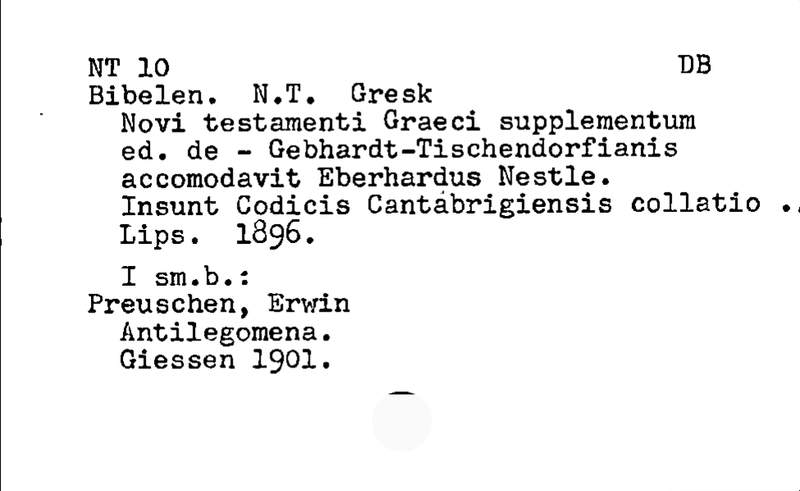 NT 10 DB
Bibelen. N.T. Gresk
Novi testamenti Graeci supplementum
ed. de - Gebhardt-Tischendorfianis
accomodavit Eberhardus Nestle.
Insunt Codicis Cantabrigiensis collatio ..
Lips. 1896.
I sm.b.:
Preuschen, Erwin
Antilegomena.
Giessen 1901.